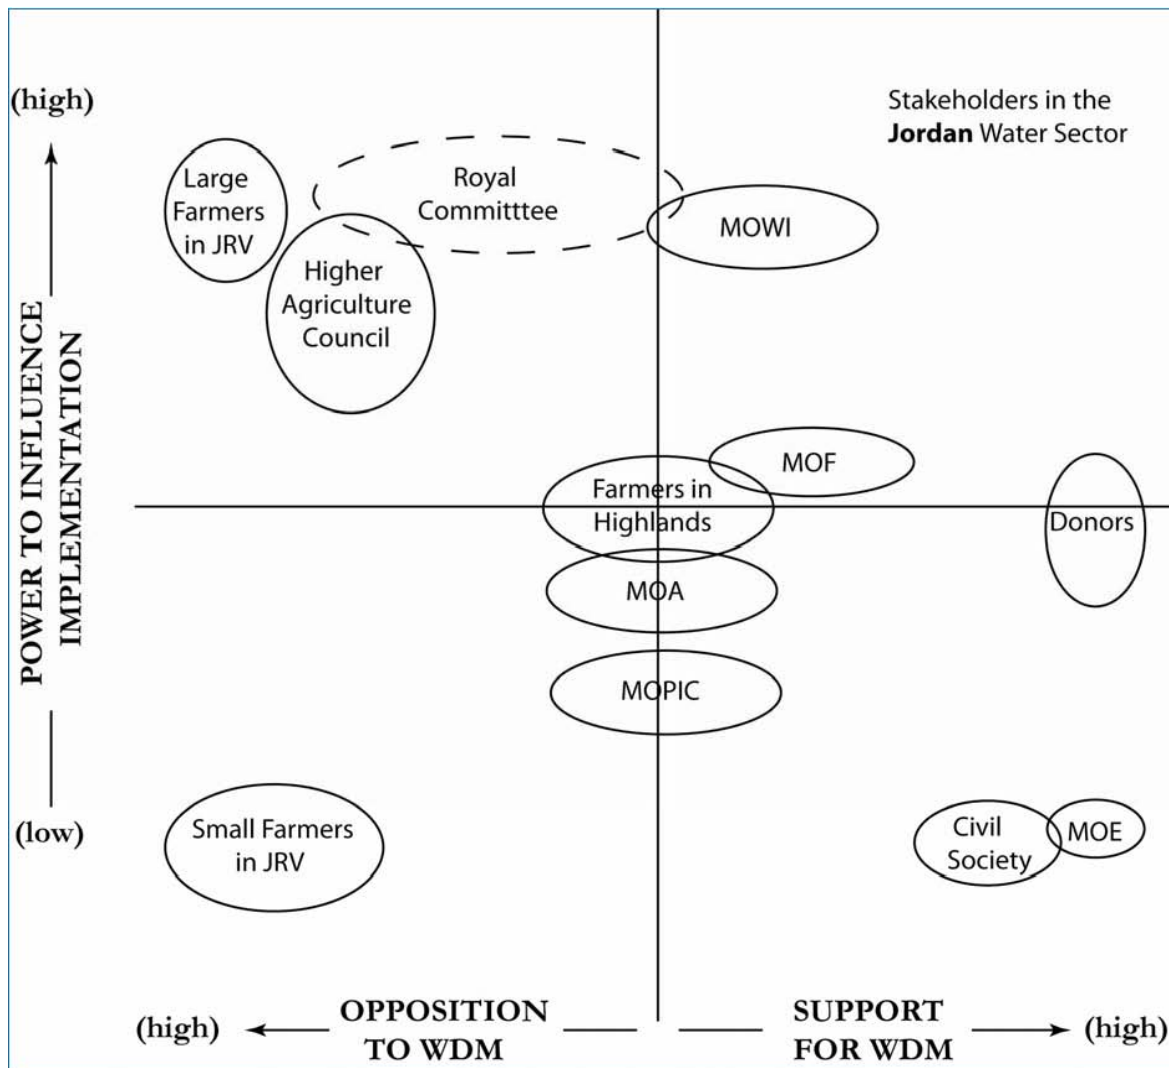 Stakeholders in the
Jordan Water Sector
(high)
POWER TO INFLUENCE
IMPLEMENTATION
(low)
Large
Farmers
in JRV
Royal
Committtee
MOWI
Higher
Agriculture
Council
MOF
Farmers in
Highlands
Donors
MOA
MOPIC
Small Farmers
in JRV
Civil
Society
MOE
(high)
OPPOSITION
TO WDM
SUPPORT
FOR WDM
(high)